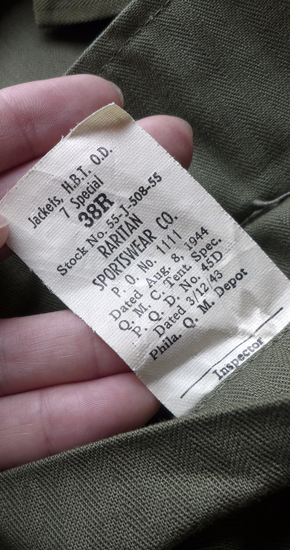 Jackets, H.B.T. O.D.
7 Special
38R
Stock No. 55-J-508-55
RARITAN
SPORTSWEAR CO.
P. O. No. 1111
Dated Aug. 8, 1944
Q. M. C. Tent. Spec.
P. Q. D. No. 45D
Dated 3/12/43
Phila. Q. M. Depot
Inspector